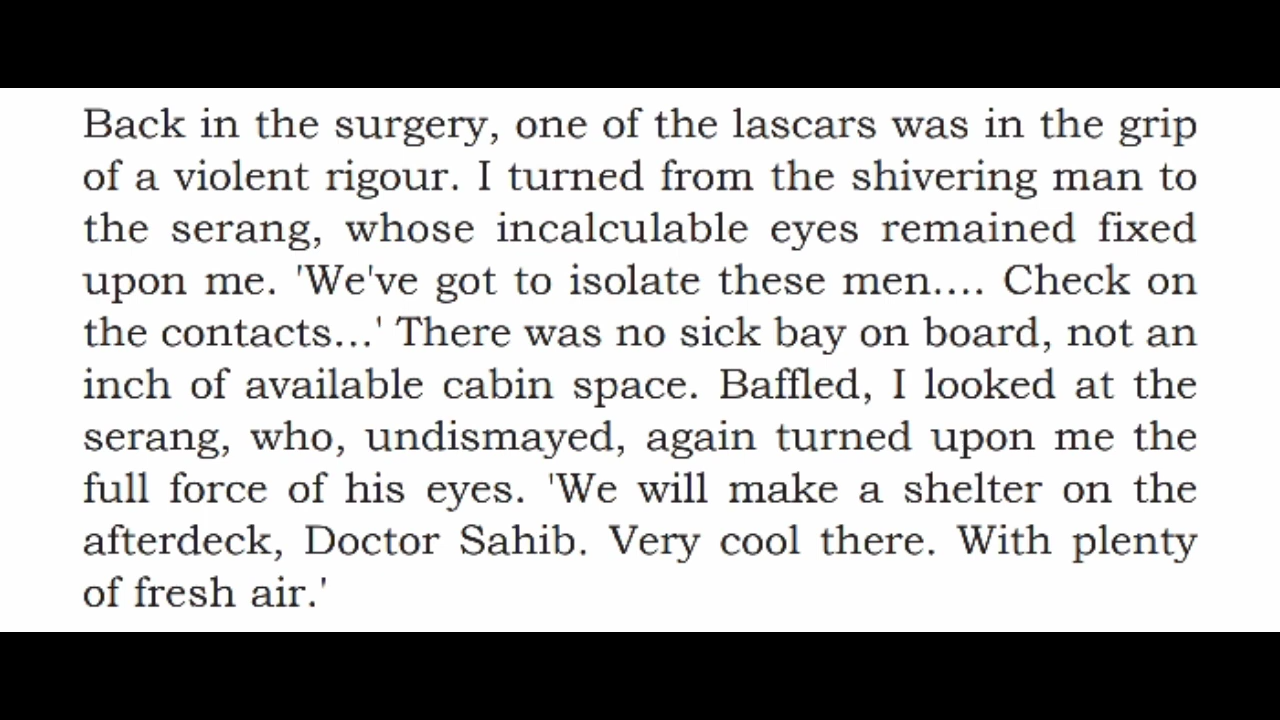 Back in the surgery, one of the lascars was in the grip
of a violent rigour. I turned from the shivering man to
the serang, whose incalculable eyes remained fixed
upon me. 'We've got to isolate these men.... Check on
the contacts...' There was no sick bay on board, not an
inch of available cabin space. Baffled, I looked at the
serang, who, undismayed, again turned upon me the
full force of his eyes. 'We will make a shelter on the
afterdeck, Doctor Sahib. Very cool there. With plenty
of fresh air.'